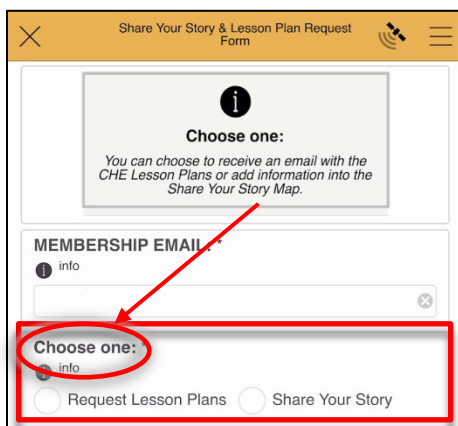 Share Your Story & Lesson Plan Request
Form
Choose one:
You can choose to receive an email with the
CHE Lesson Plans or add information into the
Share Your Story Map.
MEMBERSHIP EMAIL: *
info
Choose one: *
info
Request Lesson Plans Share Your Story